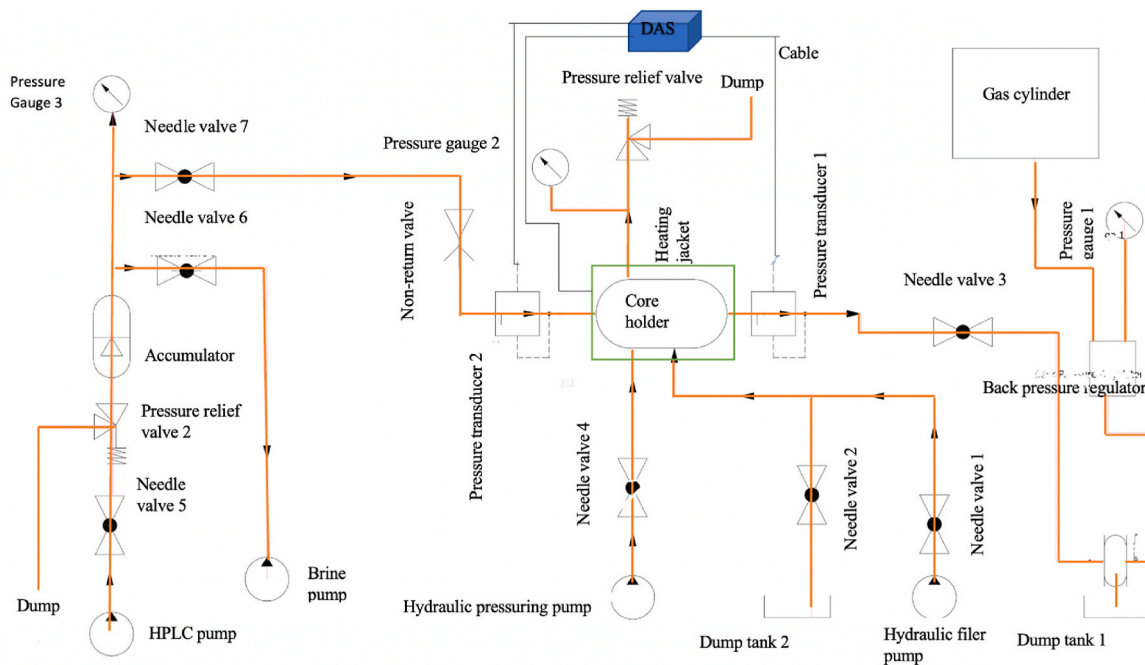 DAS
Cable
Pressure
Gauge 3
Pressure relief valve
Dump
Gas cylinder
Needle valve 7
Pressure gauge 2
Needle valve 6
Non-return valve
Heating
jacket
Pressure transducer 1
Pressure
gauge 1
Needle valve 3
Core
holder
Accumulator
Pressure transducer 2
Back pressure regulator
Pressure relief
valve 2
Needle valve 4
Needle valve 2
Needle valve 1
Needle
valve 5
Brine
pump
Dump
HPLC pump
Hydraulic pressuring pump
Dump tank 2
Hydraulic filer
pump
Dump tank 1